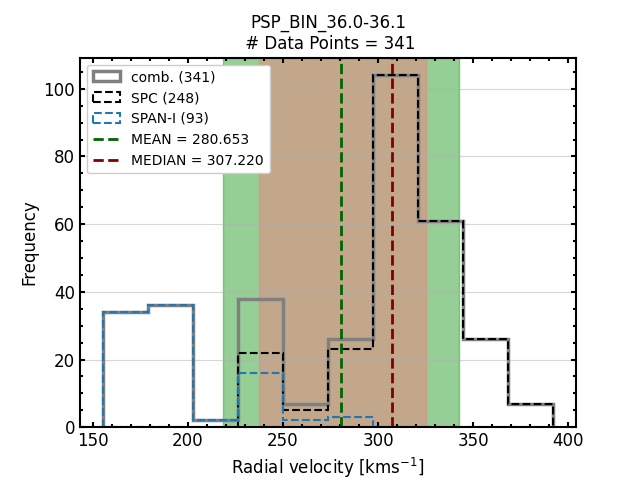 PSP_BIN_36.0-36.1
# Data Points = 341
comb. (341)
SPC (248)
SPAN-I (93)
MEAN = 280.653
MEDIAN = 307.220
Frequency
100
80
60
40
20
0
150 200 250 300 350 400
Radial velocity [kms⁻¹]